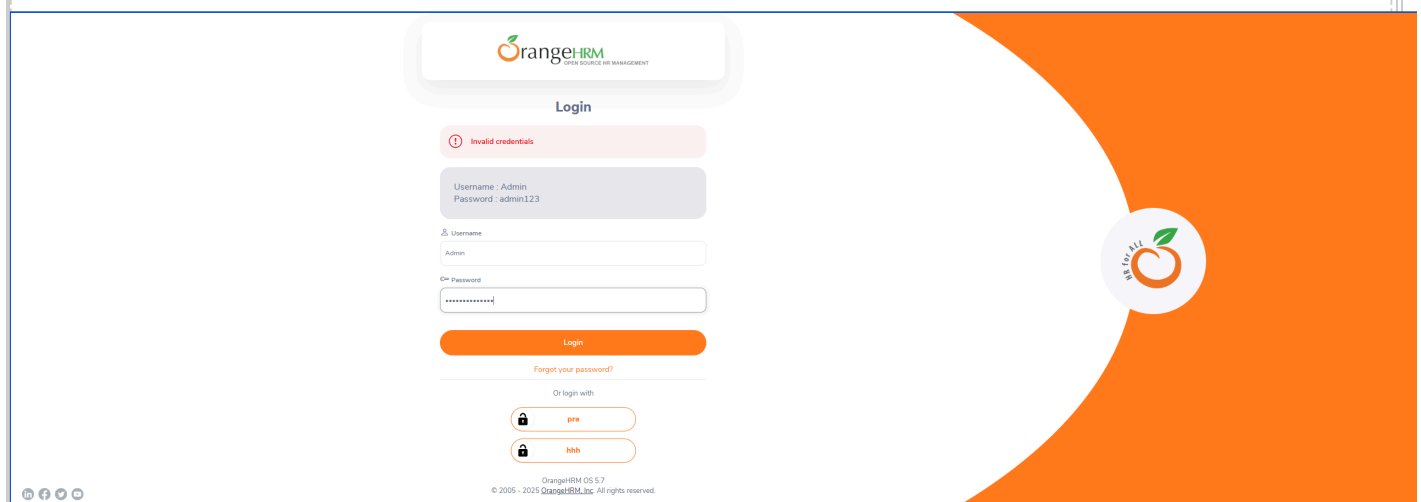 OrangeHRM
OPEN SOURCE HR MANAGEMENT
Login
Invalid credentials
Username : Admin
Password : admin123
Username
Admin
Password
Login
Forgot your password?
Or login with
pre
hhh
OrangeHRM OS 5.7
© 2005 - 2025 OrangeHRM, Inc. All rights reserved.
HR for ALL